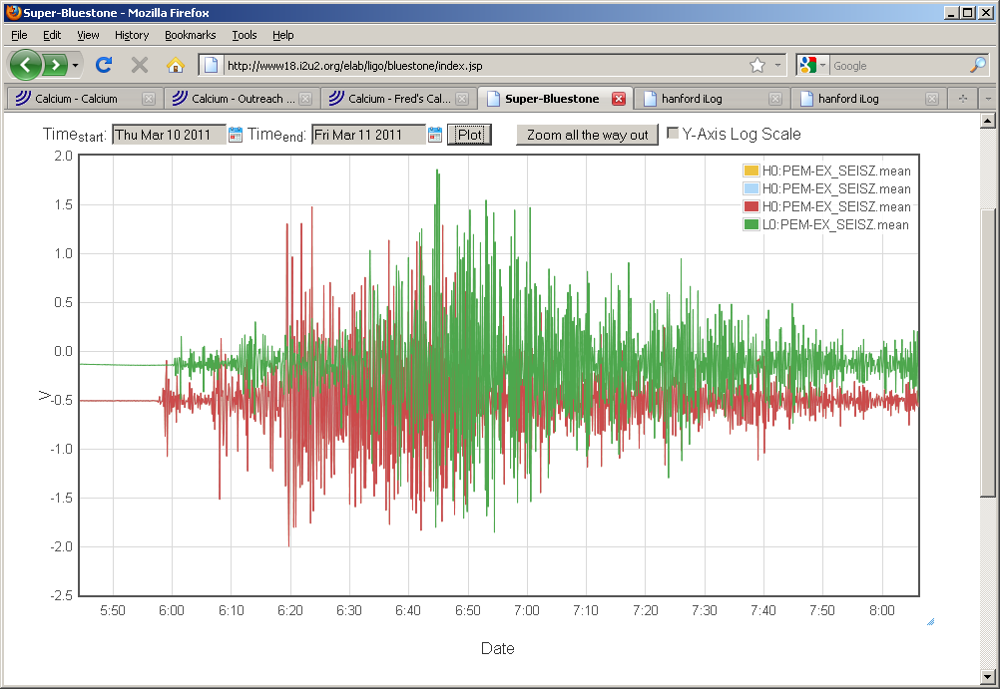 Super-Bluestone - Mozilla Firefox
File Edit View History Bookmarks Tools Help
http://www18.i2u2.org/elab/ligo/bluestone/index.jsp Google
Calcium - Calcium Calcium - Outreach ... Calcium - Fred's Cal... Super-Bluestone hanford iLog hanford iLog
Timestart: Thu Mar 10 2011 Timeend: Fri Mar 11 2011 Plot Zoom all the way out Y-Axis Log Scale
H0:PEM-EX_SEISZ.mean
H0:PEM-EX_SEISZ.mean
H0:PEM-EX_SEISZ.mean
L0:PEM-EX_SEISZ.mean
2.0
1.5
1.0
0.5
0.0
-0.5
-1.0
-1.5
-2.0
-2.5
V
5:50 6:00 6:10 6:20 6:30 6:40 6:50 7:00 7:10 7:20 7:30 7:40 7:50 8:00
Date